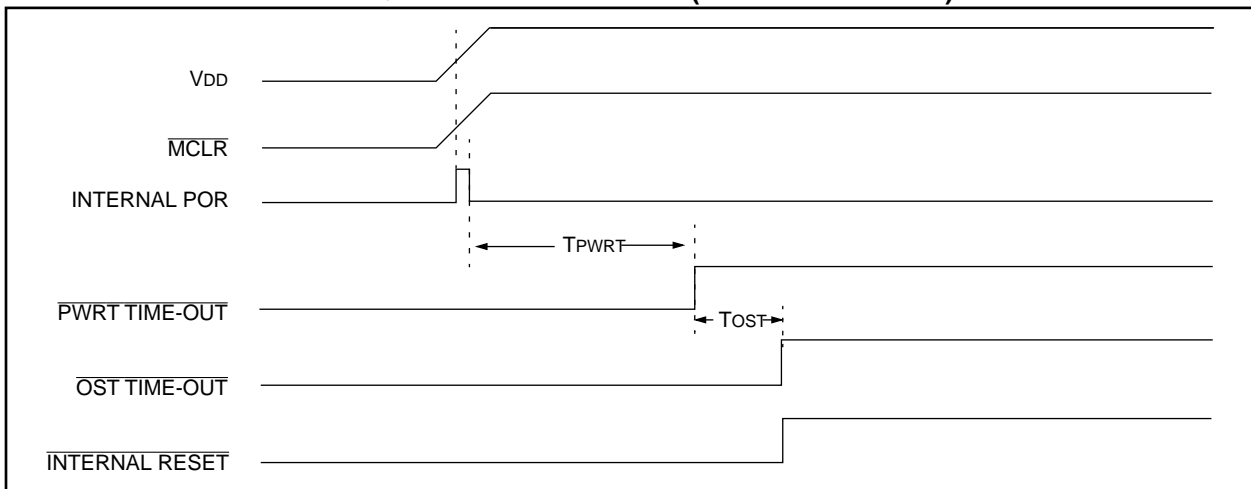 VDD
MCLR
INTERNAL POR
TPWRT
PWRT TIME-OUT
TOST
OST TIME-OUT
INTERNAL RESET